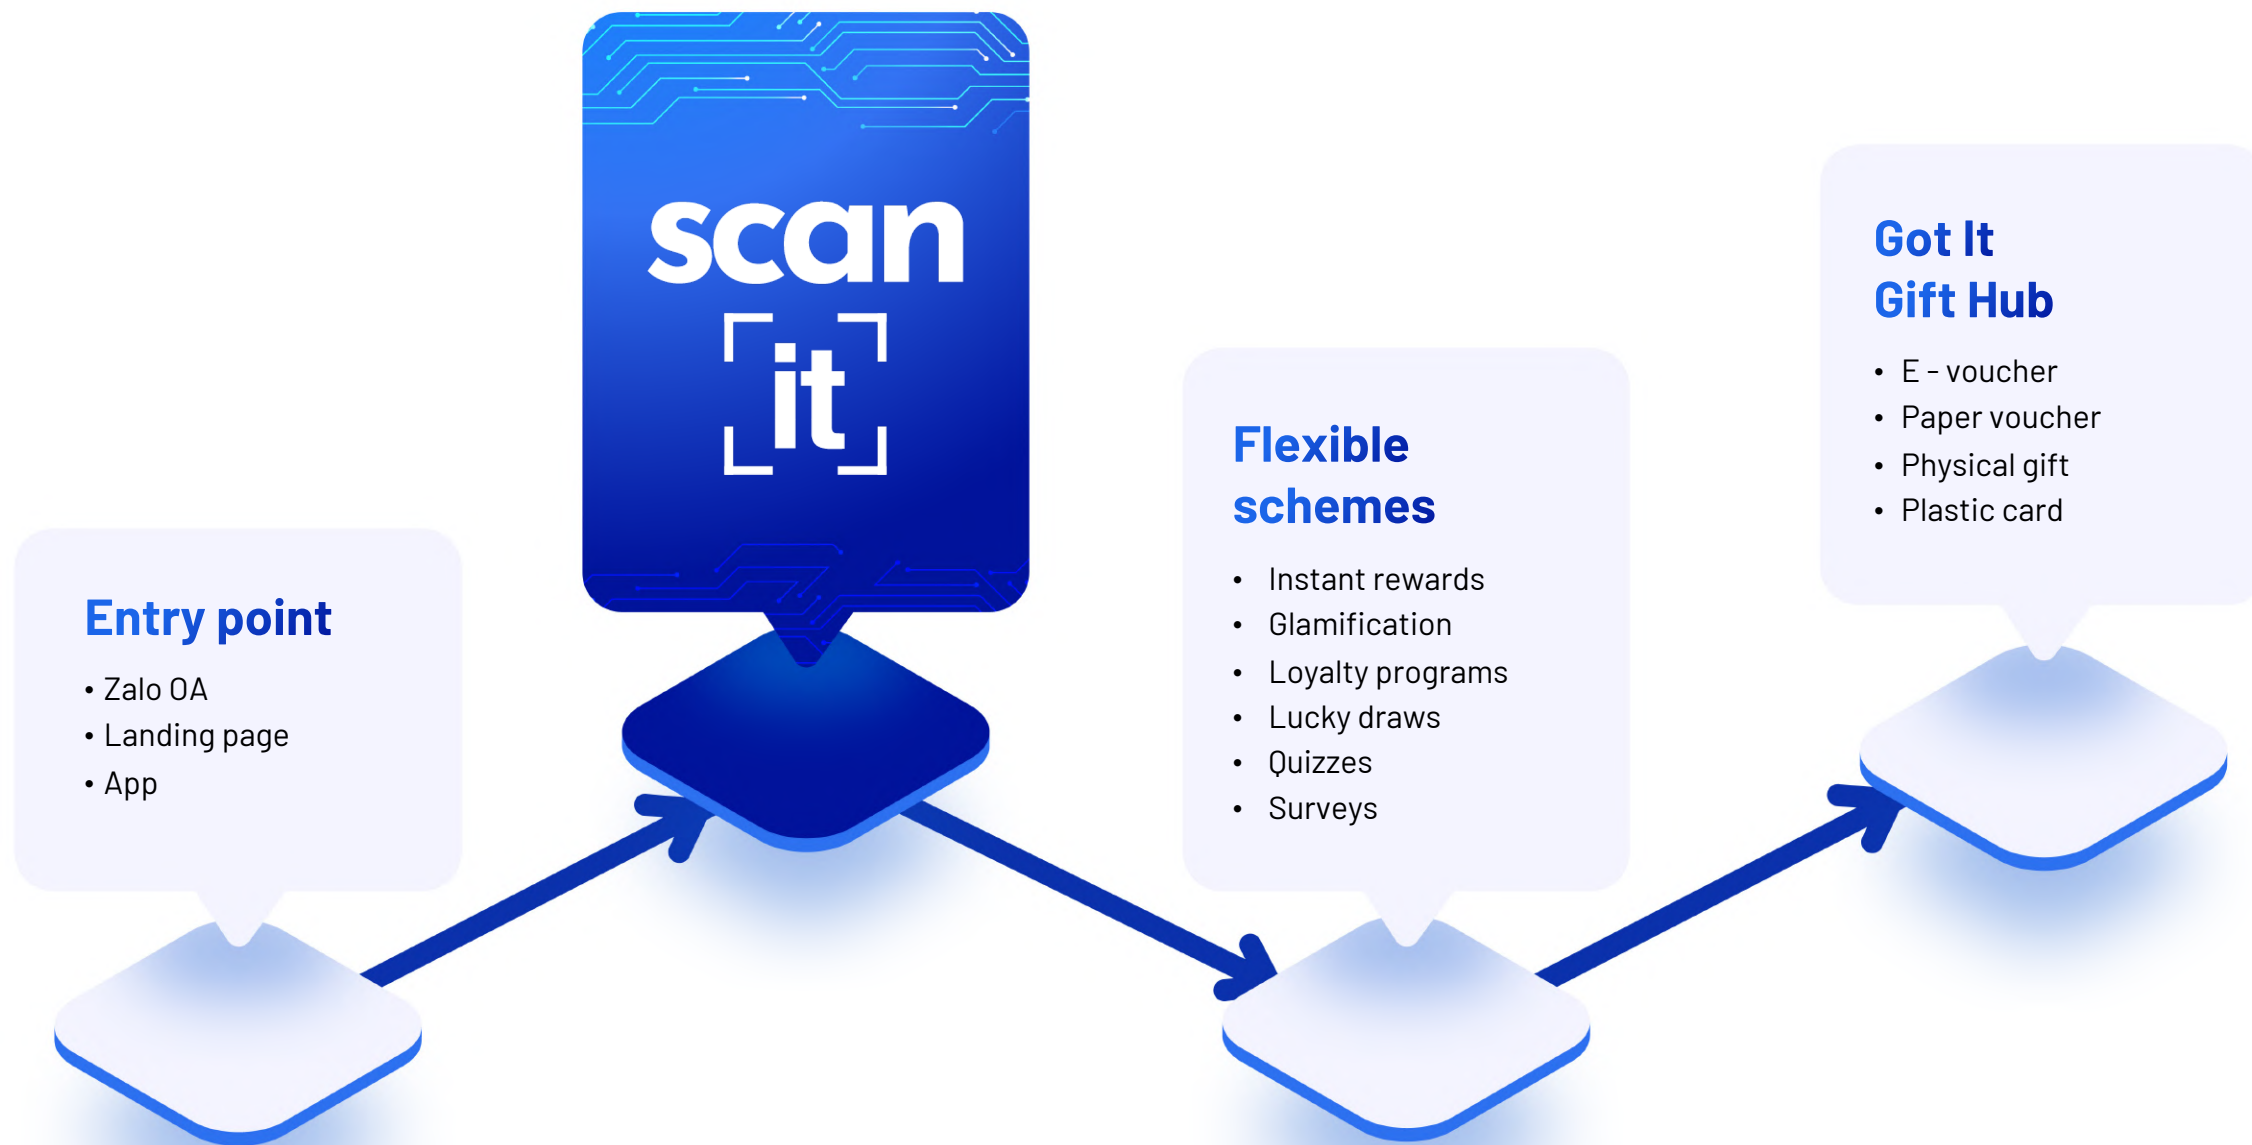 Entry point
• Zalo OA
• Landing page
• App
scan
it
Flexible
schemes
• Instant rewards
• Glamification
• Loyalty programs
• Lucky draws
• Quizzes
• Surveys
Got It
Gift Hub
• E - voucher
• Paper voucher
• Physical gift
• Plastic card